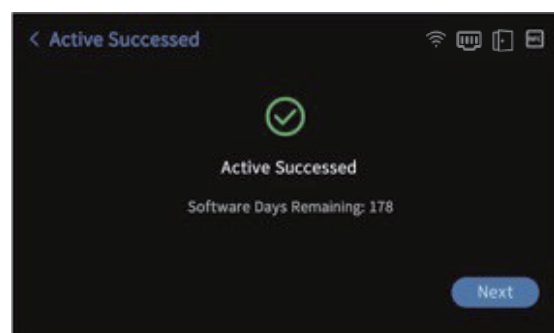 < Active Successed
Active Successed
Software Days Remaining: 178
Next